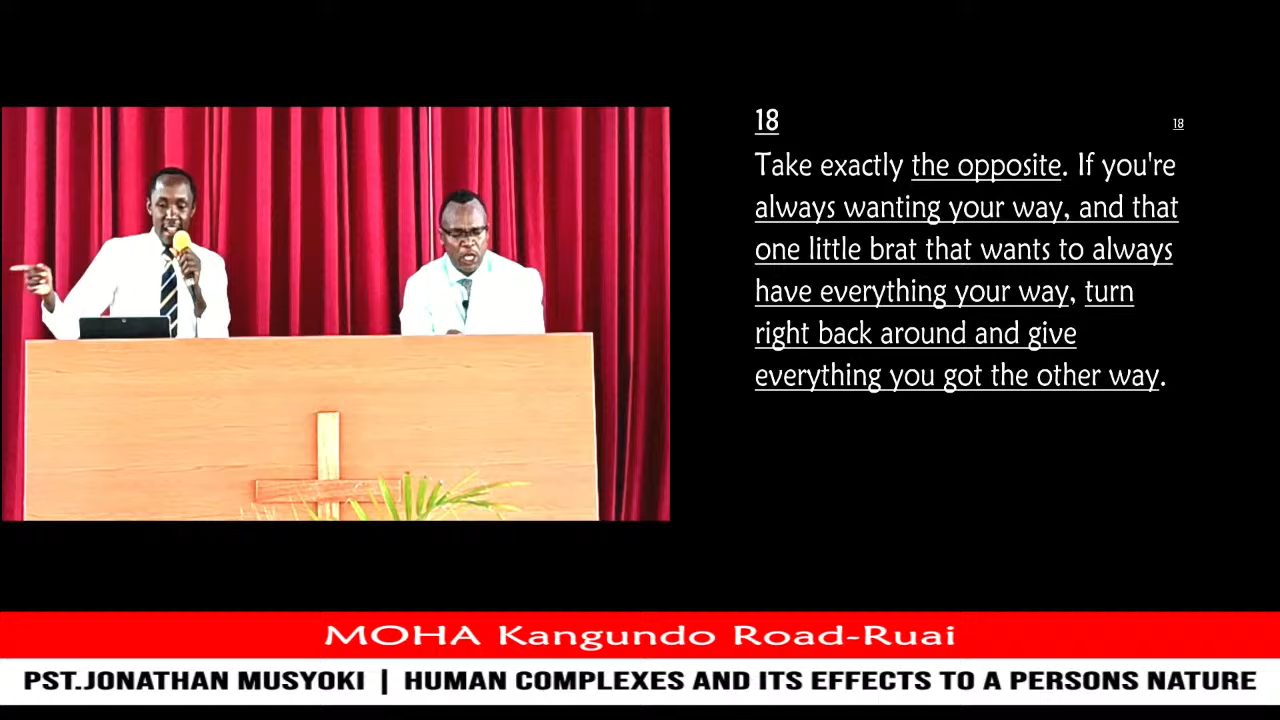 18
18
Take exactly the opposite. If you're
always wanting your way, and that
one little brat that wants to always
have everything your way, turn
right back around and give
everything you got the other way.
MOHA Kangundo Road-Ruai
PST.JONATHAN MUSYOKI | HUMAN COMPLEXES AND ITS EFFECTS TO A PERSONS NATURE